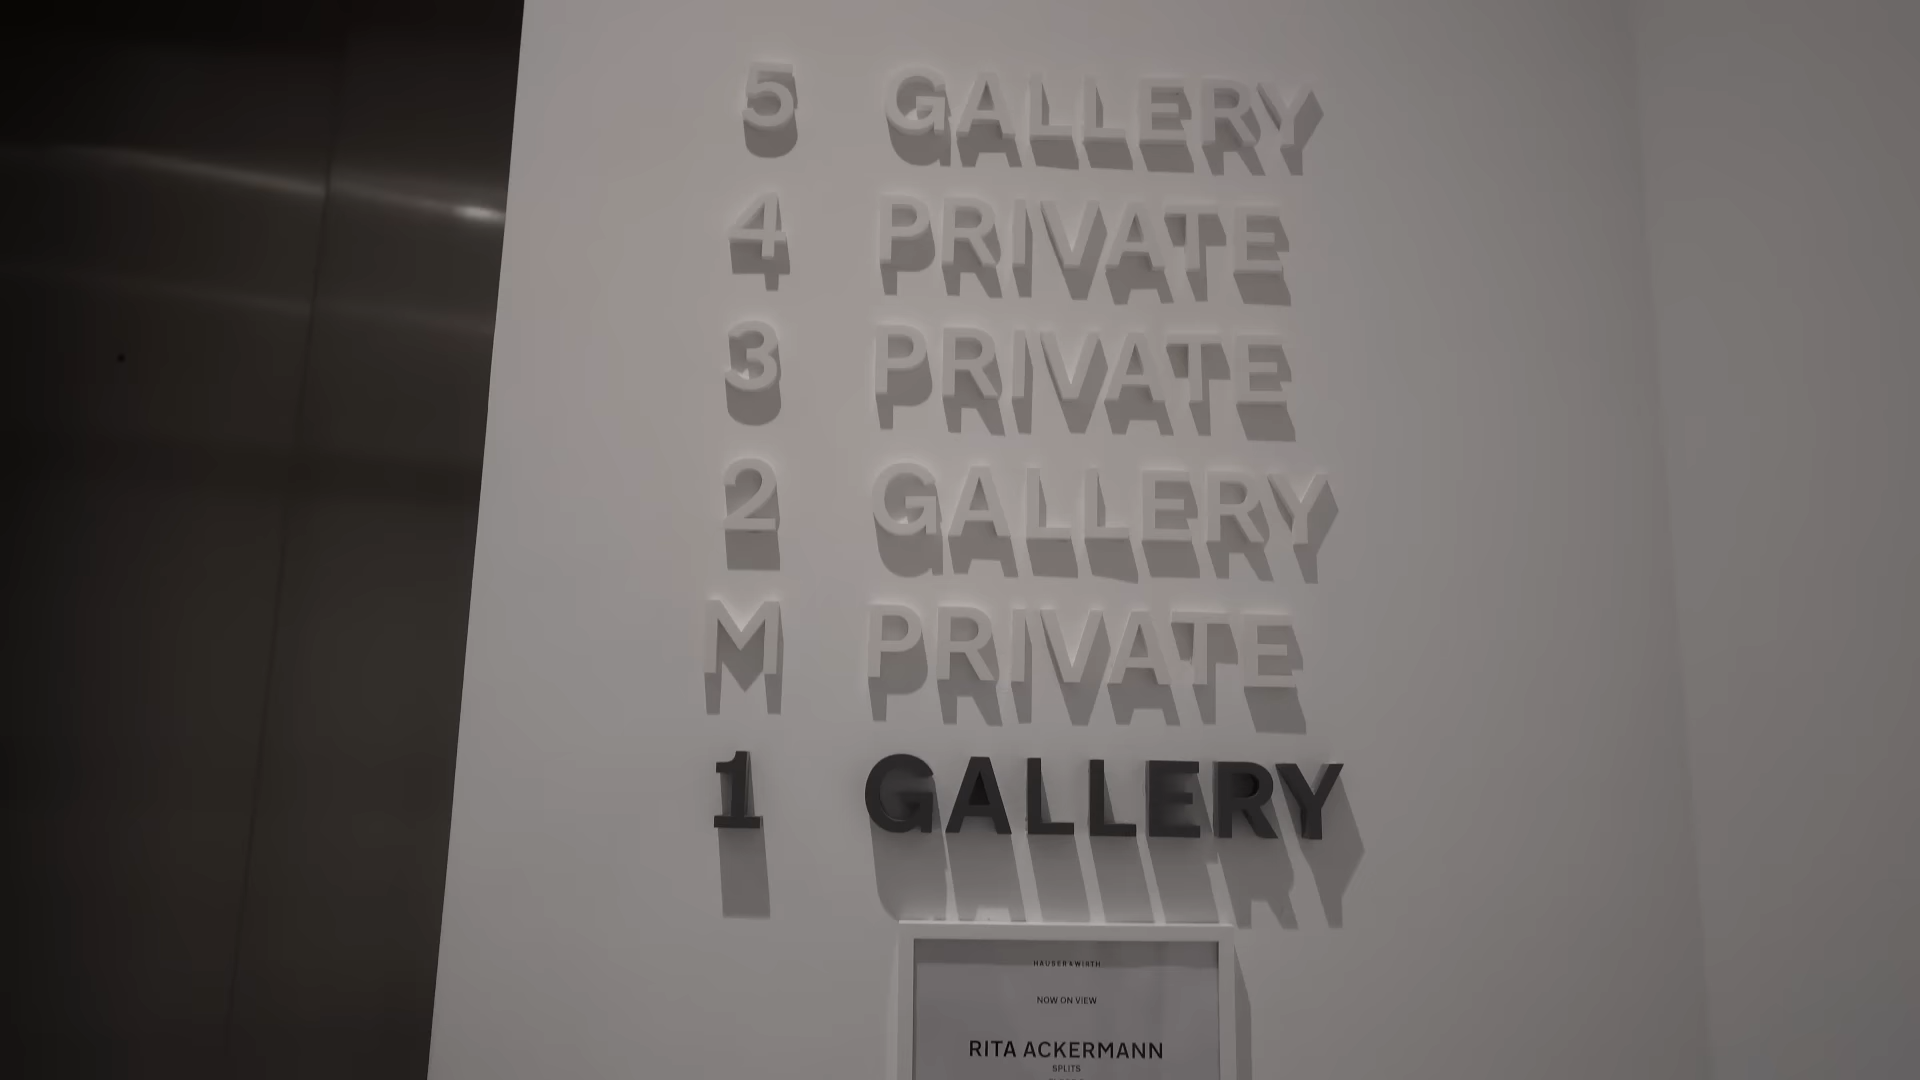 5 GALLERY
4 PRIVATE
3 PRIVATE
2 GALLERY
M PRIVATE
1 GALLERY
HAUSER & WIRTH
NOW ON VIEW
RITA ACKERMANN
SPLITS